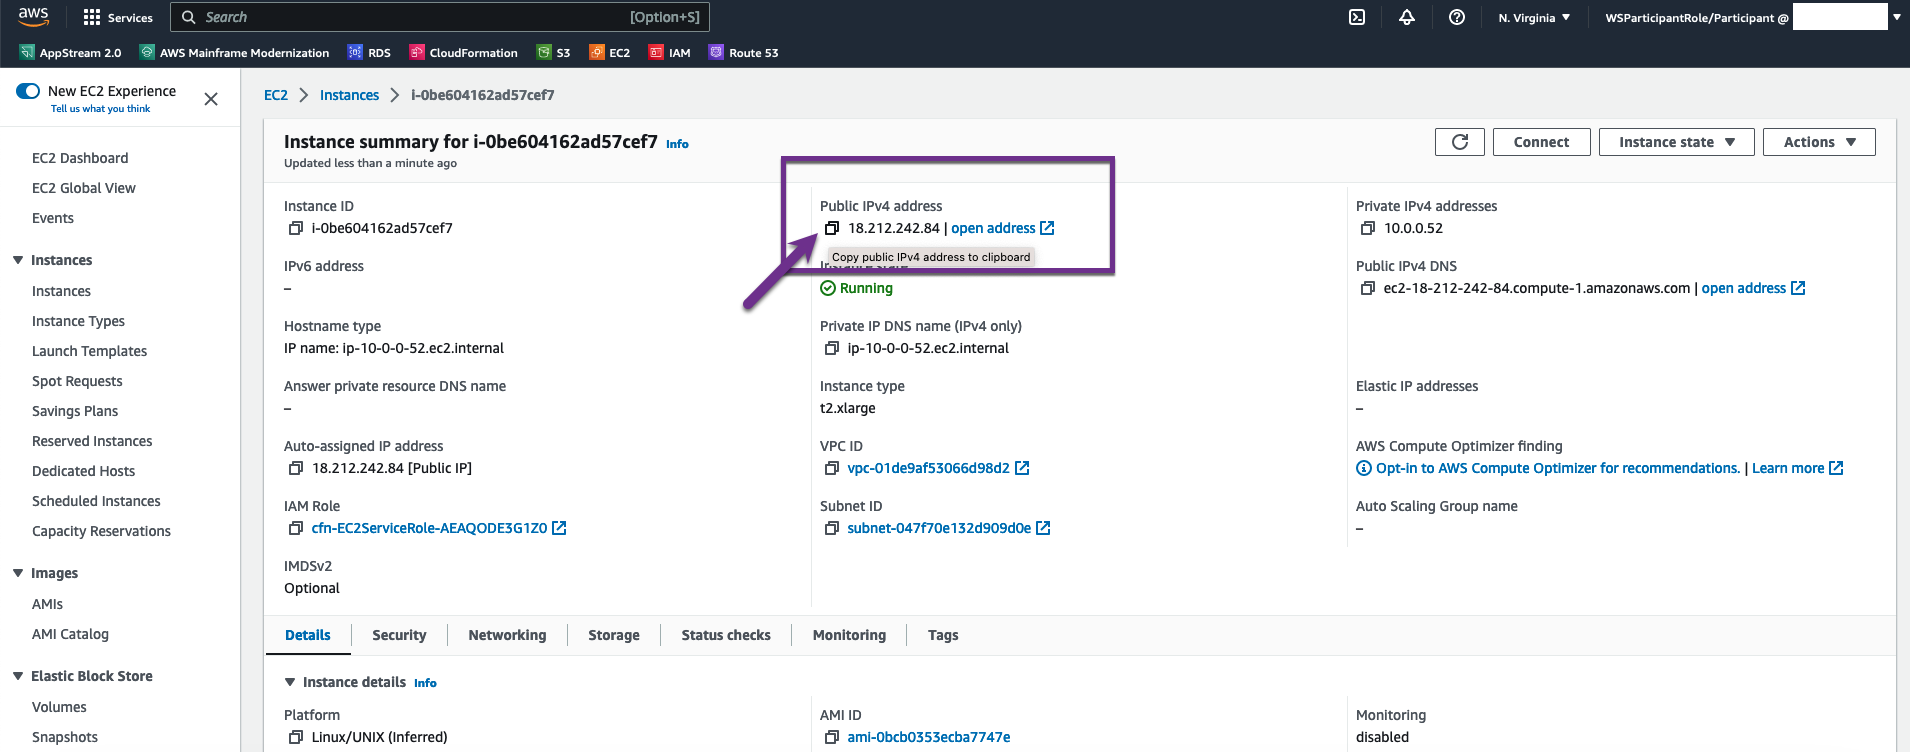 aws
Services
Search
[Option+S]
N. Virginia
WSParticipantRole/Participant @
AppStream 2.0
AWS Mainframe Modernization
RDS
CloudFormation
S3
EC2
IAM
Route 53
New EC2 Experience
Tell us what you think
EC2 Dashboard
EC2 Global View
Events
Instances
Instances
Instance Types
Launch Templates
Spot Requests
Savings Plans
Reserved Instances
Dedicated Hosts
Scheduled Instances
Capacity Reservations
Images
AMIs
AMI Catalog
Elastic Block Store
Volumes
Snapshots
EC2
Instances
i-0be604162ad57cef7
Instance summary for i-0be604162ad57cef7 Info
Updated less than a minute ago
Connect
Instance state
Actions
Instance ID
i-0be604162ad57cef7
Public IPv4 address
18.212.242.84 | open address
Copy public IPv4 address to clipboard
Private IPv4 addresses
10.0.0.52
IPv6 address
–
Instance state
Running
Public IPv4 DNS
ec2-18-212-242-84.compute-1.amazonaws.com | open address
Hostname type
IP name: ip-10-0-0-52.ec2.internal
Private IP DNS name (IPv4 only)
ip-10-0-0-52.ec2.internal
Answer private resource DNS name
–
Instance type
t2.xlarge
Elastic IP addresses
–
Auto-assigned IP address
18.212.242.84 [Public IP]
VPC ID
vpc-01de9af53066d98d2
AWS Compute Optimizer finding
Opt-in to AWS Compute Optimizer for recommendations. | Learn more
IAM Role
cfn-EC2ServiceRole-AEAQODE3G1Z0
Subnet ID
subnet-047f70e132d909d0e
Auto Scaling Group name
–
IMDSv2
Optional
Details
Security
Networking
Storage
Status checks
Monitoring
Tags
Instance details Info
Platform
Linux/UNIX (Inferred)
AMI ID
ami-0bcb0353ecba7747e
Monitoring
disabled